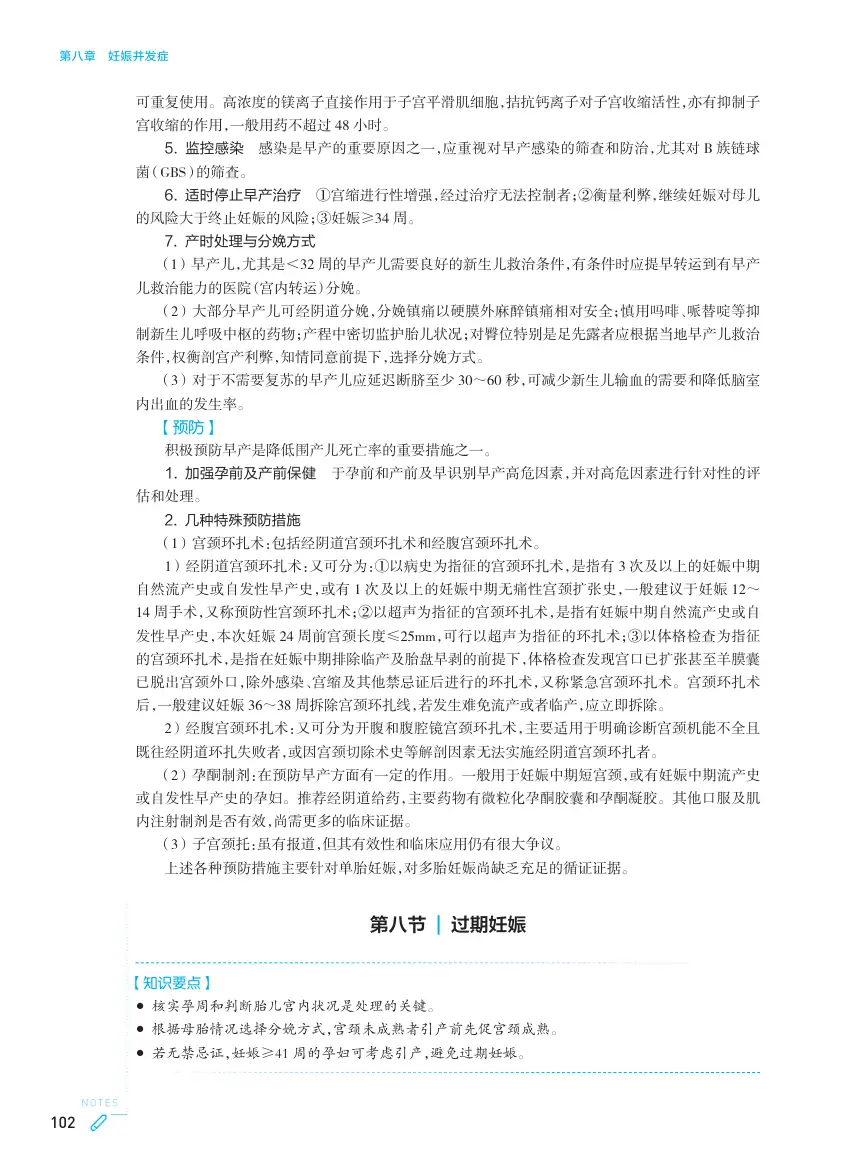 第八章 妊娠并发症
可重复使用。高浓度的镁离子直接作用于子宫平滑肌细胞,拮抗钙离子对子宫收缩活性,亦有抑制子
宫收缩的作用,一般用药不超过 48 小时。
5. 监控感染 感染是早产的重要原因之一,应重视对早产感染的筛查和防治,尤其对 B 族链球
菌(GBS)的筛查。
6. 适时停止早产治疗 ①宫缩进行性增强,经过治疗无法控制者;②衡量利弊,继续妊娠对母儿
的风险大于终止妊娠的风险;③妊娠≥34 周。
7. 产时处理与分娩方式
(1)早产儿,尤其是<32 周的早产儿需要良好的新生儿救治条件,有条件时应提早转运到有早产
儿救治能力的医院(宫内转运)分娩。
(2)大部分早产儿可经阴道分娩,分娩镇痛以硬膜外麻醉镇痛相对安全;慎用吗啡、哌替啶等抑
制新生儿呼吸中枢的药物;产程中密切监护胎儿状况;对臀位特别是足先露者应根据当地早产儿救治
条件,权衡剖宫产利弊,知情同意前提下,选择分娩方式。
(3)对于不需要复苏的早产儿应延迟断脐至少 30~60 秒,可减少新生儿输血的需要和降低脑室
内出血的发生率。
【预防】
积极预防早产是降低围产儿死亡率的重要措施之一。
1. 加强孕前及产前保健 于孕前和产前及早识别早产高危因素,并对高危因素进行针对性的评
估和处理。
2. 几种特殊预防措施
(1)宫颈环扎术:包括经阴道宫颈环扎术和经腹宫颈环扎术。
1)经阴道宫颈环扎术:又可分为:①以病史为指征的宫颈环扎术,是指有 3 次及以上的妊娠中期
自然流产史或自发性早产史,或有 1 次及以上的妊娠中期无痛性宫颈扩张史,一般建议于妊娠 12~
14 周手术,又称预防性宫颈环扎术;②以超声为指征的宫颈环扎术,是指有妊娠中期自然流产史或自
发性早产史,本次妊娠 24 周前宫颈长度≤25mm,可行以超声为指征的环扎术;③以体格检查为指征
的宫颈环扎术,是指在妊娠中期排除临产及胎盘早剥的前提下,体格检查发现宫口已扩张甚至羊膜囊
已脱出宫颈外口,除外感染、宫缩及其他禁忌证后进行的环扎术,又称紧急宫颈环扎术。宫颈环扎术
后,一般建议妊娠 36~38 周拆除宫颈环扎线,若发生难免流产或者临产,应立即拆除。
2)经腹宫颈环扎术:又可分为开腹和腹腔镜宫颈环扎术,主要适用于明确诊断宫颈机能不全且
既往经阴道环扎失败者,或因宫颈切除术史等解剖因素无法实施经阴道宫颈环扎者。
(2)孕酮制剂:在预防早产方面有一定的作用。一般用于妊娠中期短宫颈,或有妊娠中期流产史
或自发性早产史的孕妇。推荐经阴道给药,主要药物有微粒化孕酮胶囊和孕酮凝胶。其他口服及肌
内注射制剂是否有效,尚需更多的临床证据。
(3)子宫颈托:虽有报道,但其有效性和临床应用仍有很大争议。
上述各种预防措施主要针对单胎妊娠,对多胎妊娠尚缺乏充足的循证证据。
第八节 | 过期妊娠
【知识要点】
● 核实孕周和判断胎儿宫内状况是处理的关键。
● 根据母胎情况选择分娩方式,宫颈未成熟者引产前先促宫颈成熟。
● 若无禁忌证,妊娠≥41 周的孕妇可考虑引产,避免过期妊娠。
NOTES
102